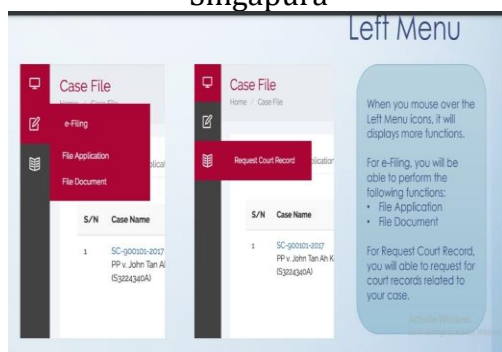 Singapura
Left Menu
Case File
Home / Case File
e-Filing
File Application
File Document
S/N Case Name
1 SC-900101-2017
PP v. John Tan Al
(S3224340A)
Case File
Home / Case File
Request Court Record
plication
S/N Case Name
1 SC-900101-2017
PP v. John Tan Ah K
(S3224340A)
When you mouse over the
Left Menu icons, it will
displays more functions.
For e-Filing, you will be
able to perform the
following functions:
• File Application
• File Document
For Request Court Record,
you will able to request for
court records related to
your case.
Activate Windows